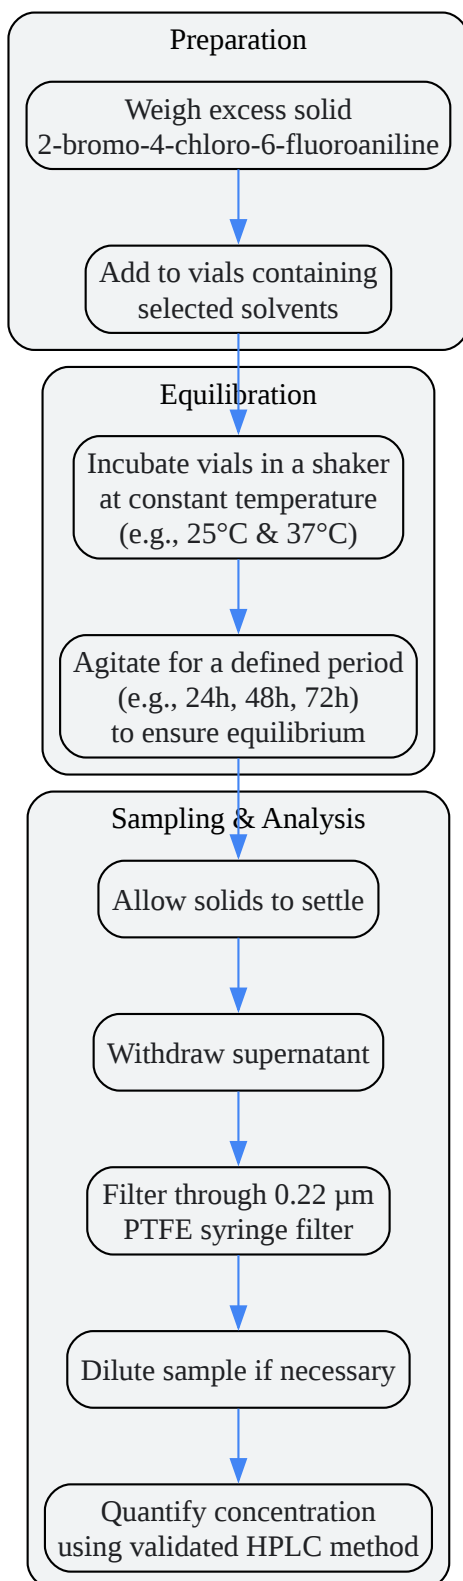 Preparation
Weigh excess solid
2-bromo-4-chloro-6-fluoroaniline
Add to vials containing
selected solvents
Equilibration
Incubate vials in a shaker
at constant temperature
(e.g., 25°C & 37°C)
Agitate for a defined period
(e.g., 24h, 48h, 72h)
to ensure equilibrium
Sampling & Analysis
Allow solids to settle
Withdraw supernatant
Filter through 0.22 µm
PTFE syringe filter
Dilute sample if necessary
Quantify concentration
using validated HPLC method